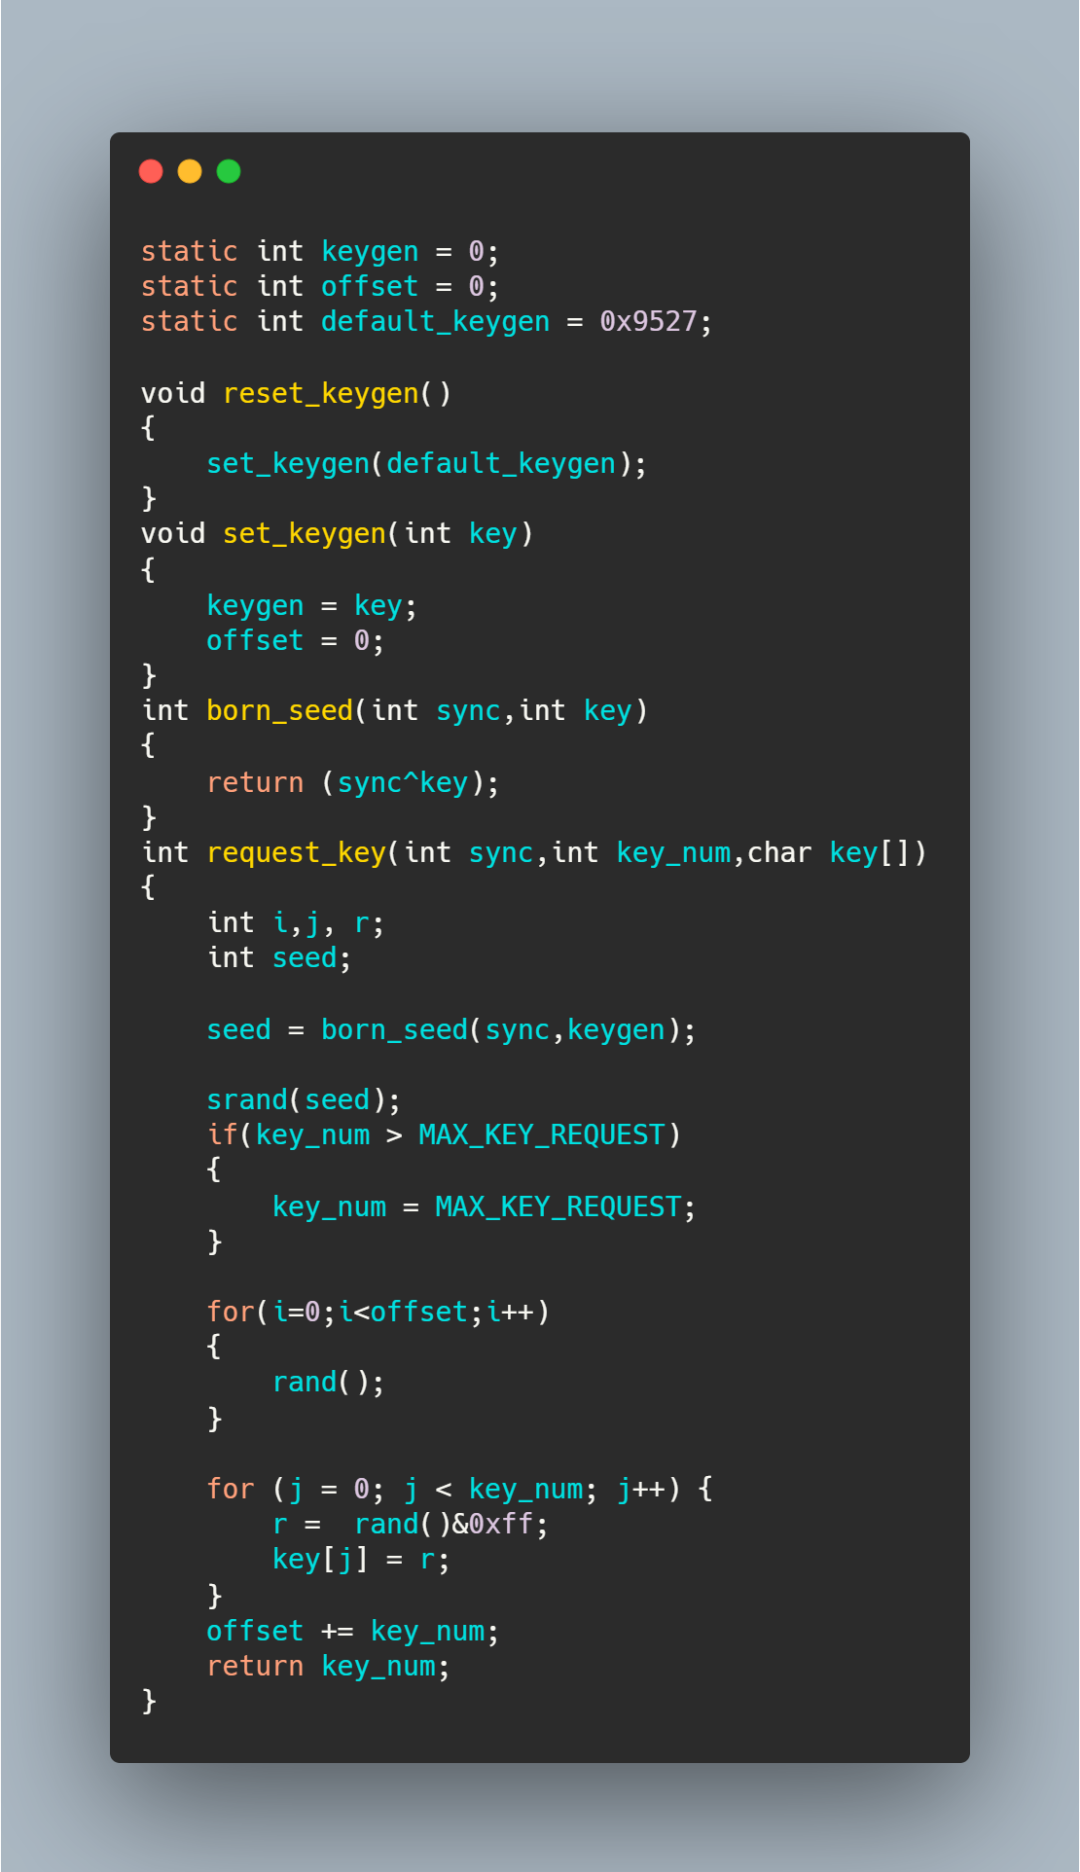 static int keygen = 0;
static int offset = 0;
static int default_keygen = 0x9527;

void reset_keygen()
{
    set_keygen(default_keygen);
}
void set_keygen(int key)
{
    keygen = key;
    offset = 0;
}
int born_seed(int sync,int key)
{
    return (sync^key);
}
int request_key(int sync,int key_num,char key[])
{
    int i,j, r;
    int seed;

    seed = born_seed(sync,keygen);

    srand(seed);
    if(key_num > MAX_KEY_REQUEST)
    {
        key_num = MAX_KEY_REQUEST;
    }

    for(i=0;i<offset;i++)
    {
        rand();
    }

    for (j = 0; j < key_num; j++) {
        r =  rand()&0xff;
        key[j] = r;
    }
    offset += key_num;
    return key_num;
}